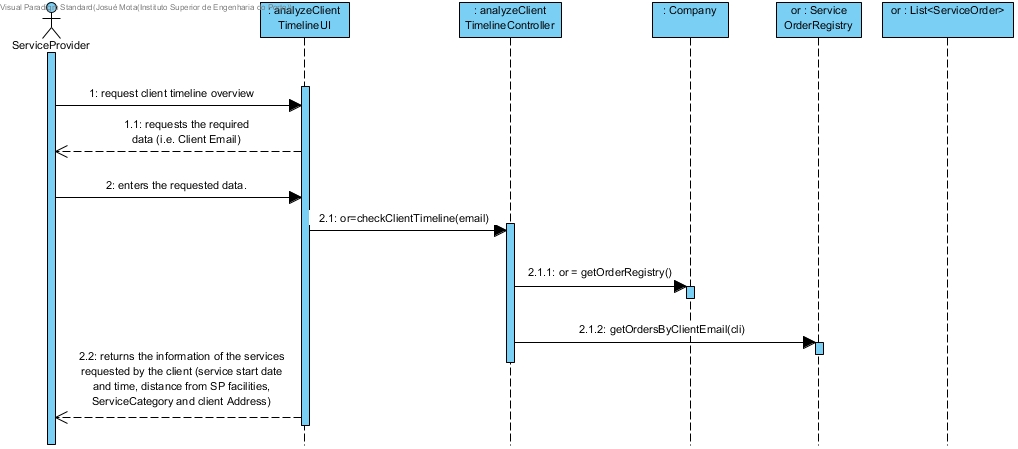 Visual Paradigm Standard(Josué Mota(Instituto Superior de Engenharia do
: analyzeClient
TimelineUI
: analyzeClient
TimelineController
: Company
or : Service
OrderRegistry
or : List<ServiceOrder>
ServiceProvider
1: request client timeline overview
1.1: requests the required
data (i.e. Client Email)
2: enters the requested data.
2.1: or=checkClientTimeline(email)
2.1.1: or = getOrderRegistry()
2.1.2: getOrdersByClientEmail(cli)
2.2: returns the information of the services
requested by the client (service start date
and time, distance from SP facilities,
ServiceCategory and client Address)